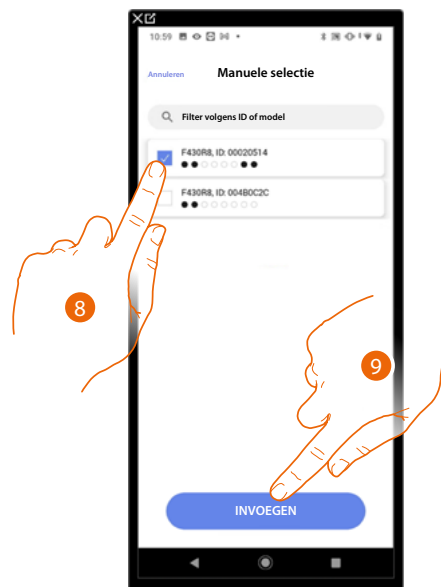 10:59
Annuleren Manuele selectie
Filter volgens ID of model
F430R8, ID: 00020514
F430R8, ID: 004B0C2C
8
9
INVOEGEN